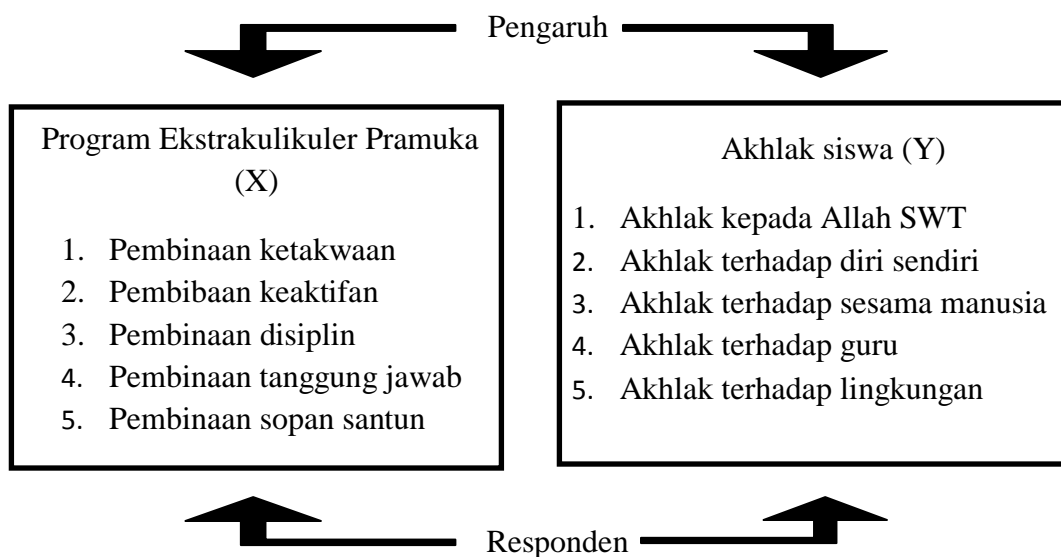 Pengaruh
Program Ekstrakulikuler Pramuka
(X)
1. Pembinaan ketakwaan
2. Pembibaan keaktifan
3. Pembinaan disiplin
4. Pembinaan tanggung jawab
5. Pembinaan sopan santun
Akhlak siswa (Y)
1. Akhlak kepada Allah SWT
2. Akhlak terhadap diri sendiri
3. Akhlak terhadap sesama manusia
4. Akhlak terhadap guru
5. Akhlak terhadap lingkungan
Responden